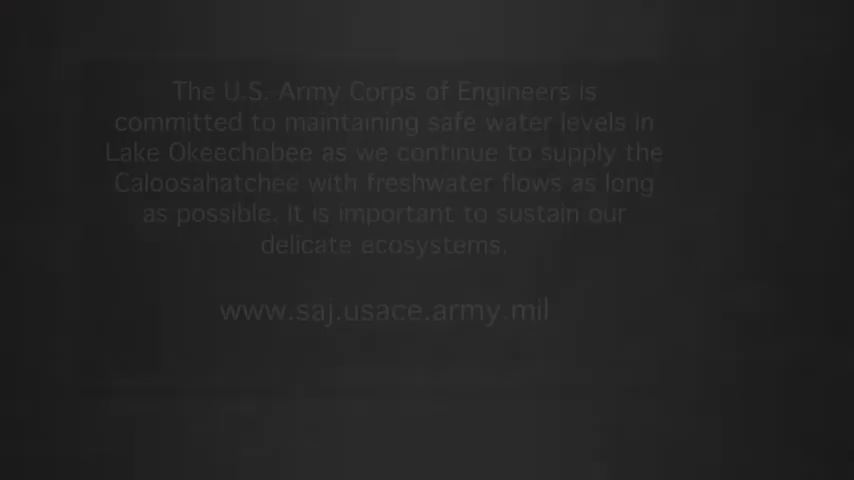 The U.S. Army Corps of Engineers is
committed to maintaining safe water levels in
Lake Okeechobee as we continue to supply the
Caloosahatchee with freshwater flows as long
as possible. It is important to sustain our
delicate ecosystems.
www.saj.usace.army.mil